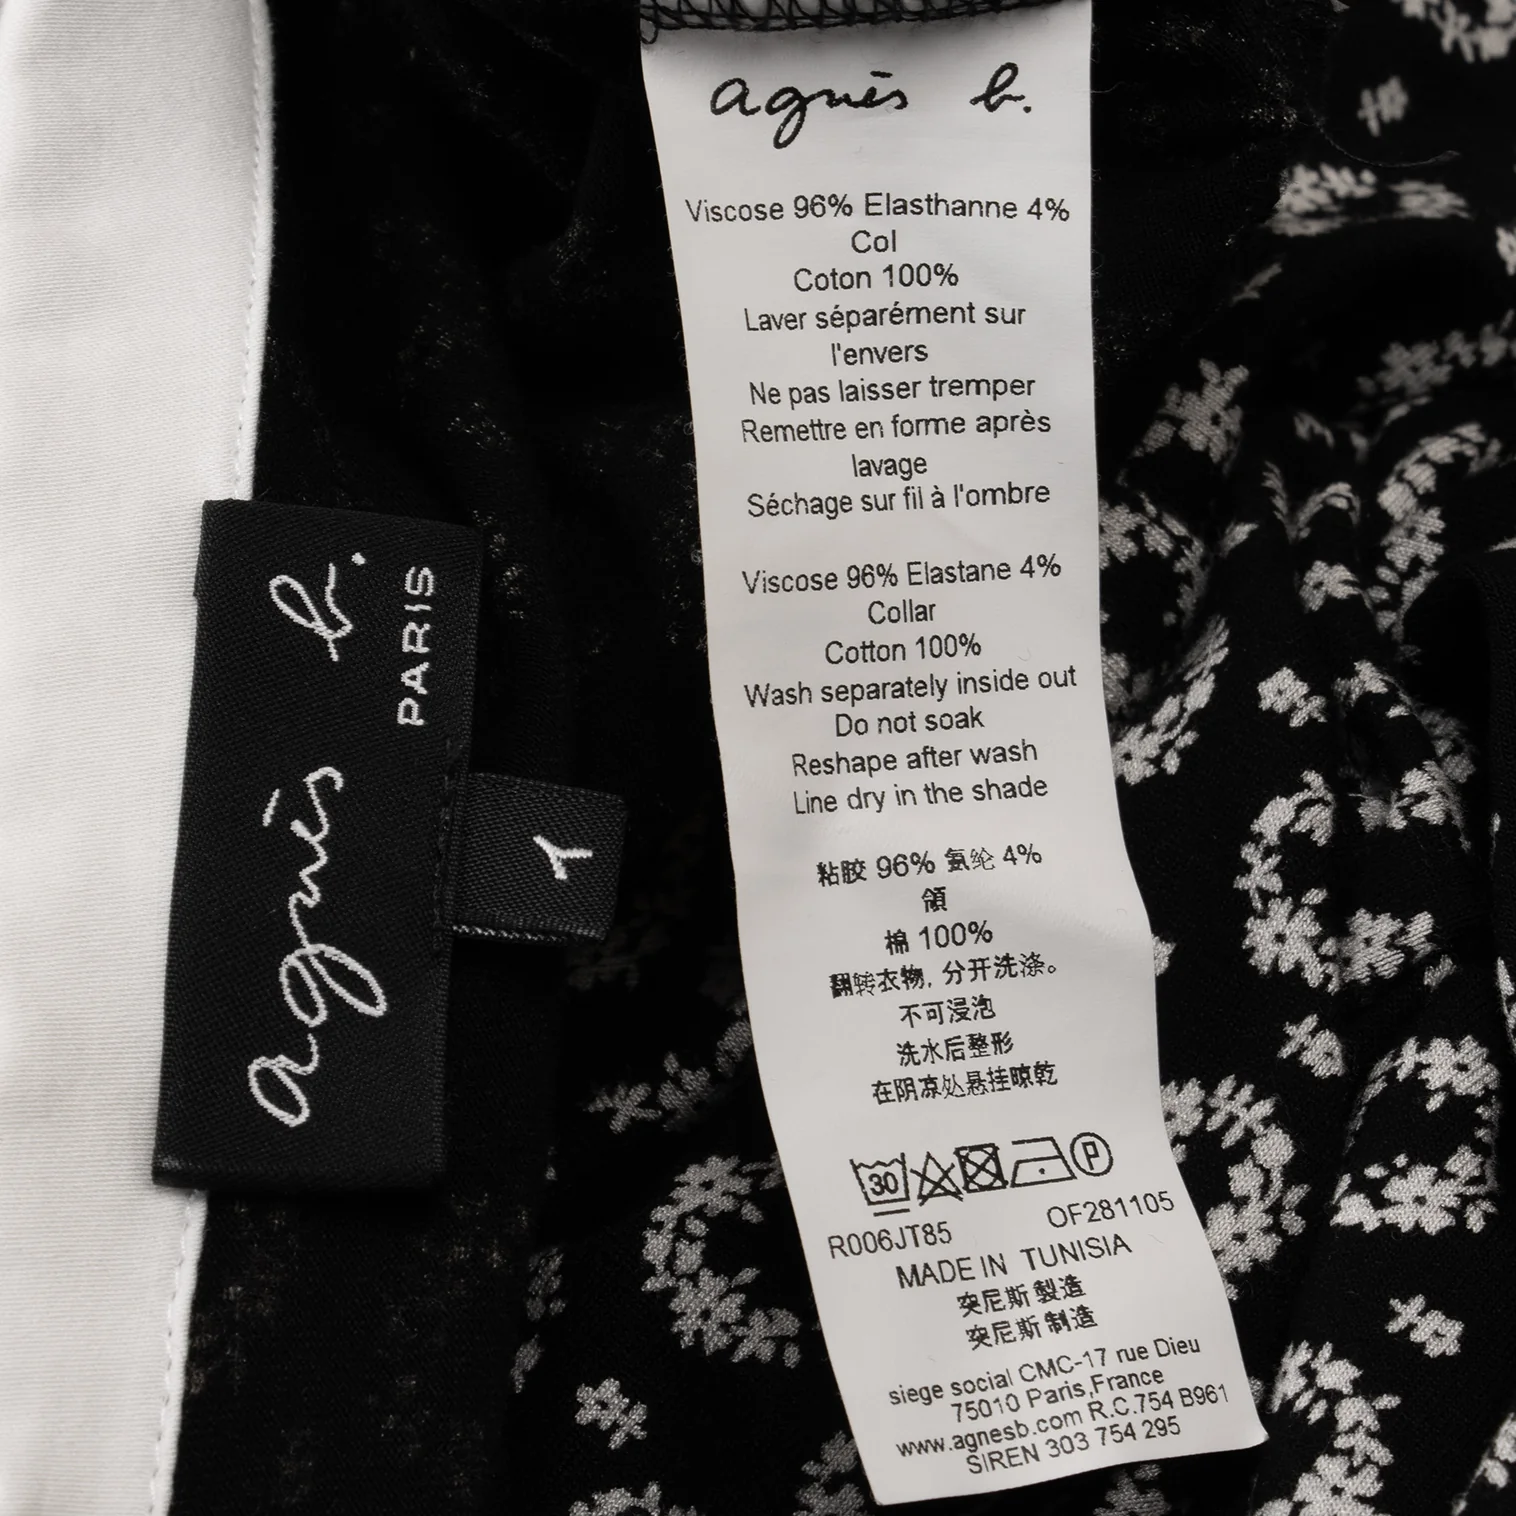 agnès b.
PARIS
1
agnès b.
Viscose 96% Elasthanne 4%
Col
Coton 100%
Laver séparément sur
l'envers
Ne pas laisser tremper
Remettre en forme après
lavage
Séchage sur fil à l'ombre
Viscose 96% Elastane 4%
Collar
Cotton 100%
Wash separately inside out
Do not soak
Reshape after wash
Line dry in the shade
粘胶 96% 氨纶 4%
領
棉 100%
翻转衣物, 分开洗涤。
不可浸泡
洗水后整形
在阴凉处悬挂晾乾
30 P
R006JT85 OF281105
MADE IN TUNISIA
突尼斯 製造
突尼斯 制造
siege social CMC-17 rue Dieu
75010 Paris,France
www.agnesb.com R.C.754 B961
SIREN 303 754 295